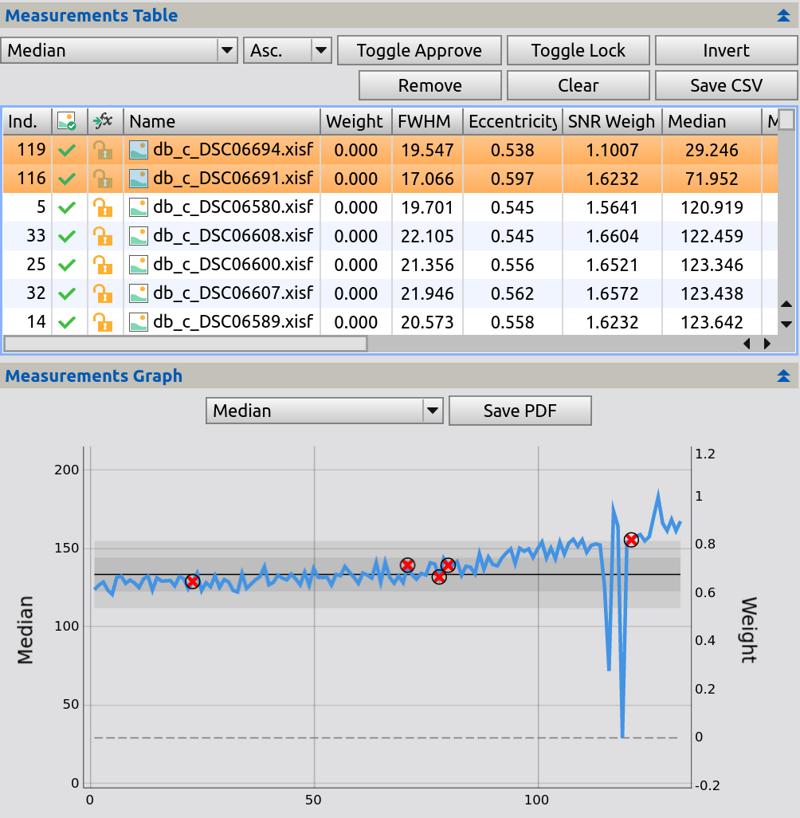 Measurements Table
Median Asc. Toggle Approve Toggle Lock Invert
Remove Clear Save CSV
Ind. fx Name Weight FWHM Eccentricity SNR Weigh Median M
119 db_c_DSC06694.xisf 0.000 19.547 0.538 1.1007 29.246
116 db_c_DSC06691.xisf 0.000 17.066 0.597 1.6232 71.952
5 db_c_DSC06580.xisf 0.000 19.701 0.545 1.5641 120.919
33 db_c_DSC06608.xisf 0.000 22.105 0.545 1.6604 122.459
25 db_c_DSC06600.xisf 0.000 21.356 0.556 1.6521 123.346
32 db_c_DSC06607.xisf 0.000 21.946 0.562 1.6572 123.438
14 db_c_DSC06589.xisf 0.000 20.573 0.558 1.6232 123.642
Measurements Graph
Median Save PDF
200
150
100
50
0
Median
1.2
1
0.8
0.6
0.4
0.2
0
-0.2
Weight
0 50 100